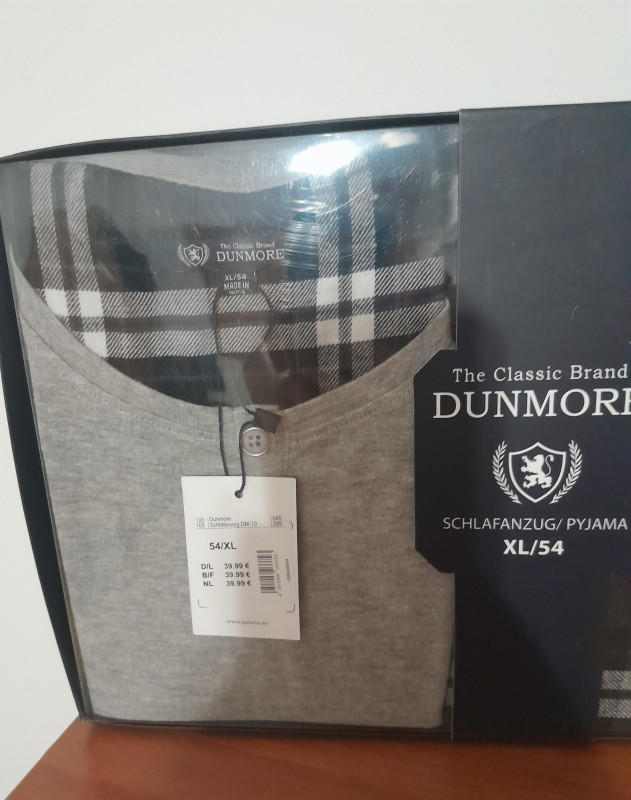 The Classic Brand
DUNMORE
XL/54
MADE IN
The Classic Brand
DUNMORE
SCHLAFANZUG/ PYJAMA
XL/54
Dunmore
54/XL
D/L 39.99 €
B/F 39.99 €
NL 39.99 €
www.galeria.de